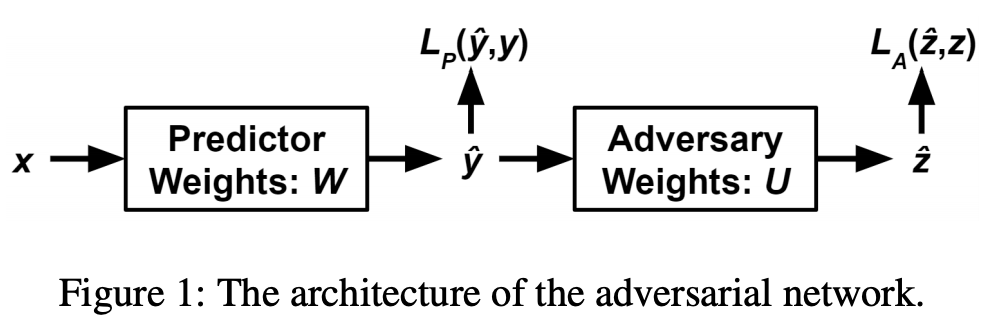 L_P(ŷ,y)
L_A(ẑ,z)
x
Predictor
Weights: W
ŷ
Adversary
Weights: U
ẑ
Figure 1: The architecture of the adversarial network.